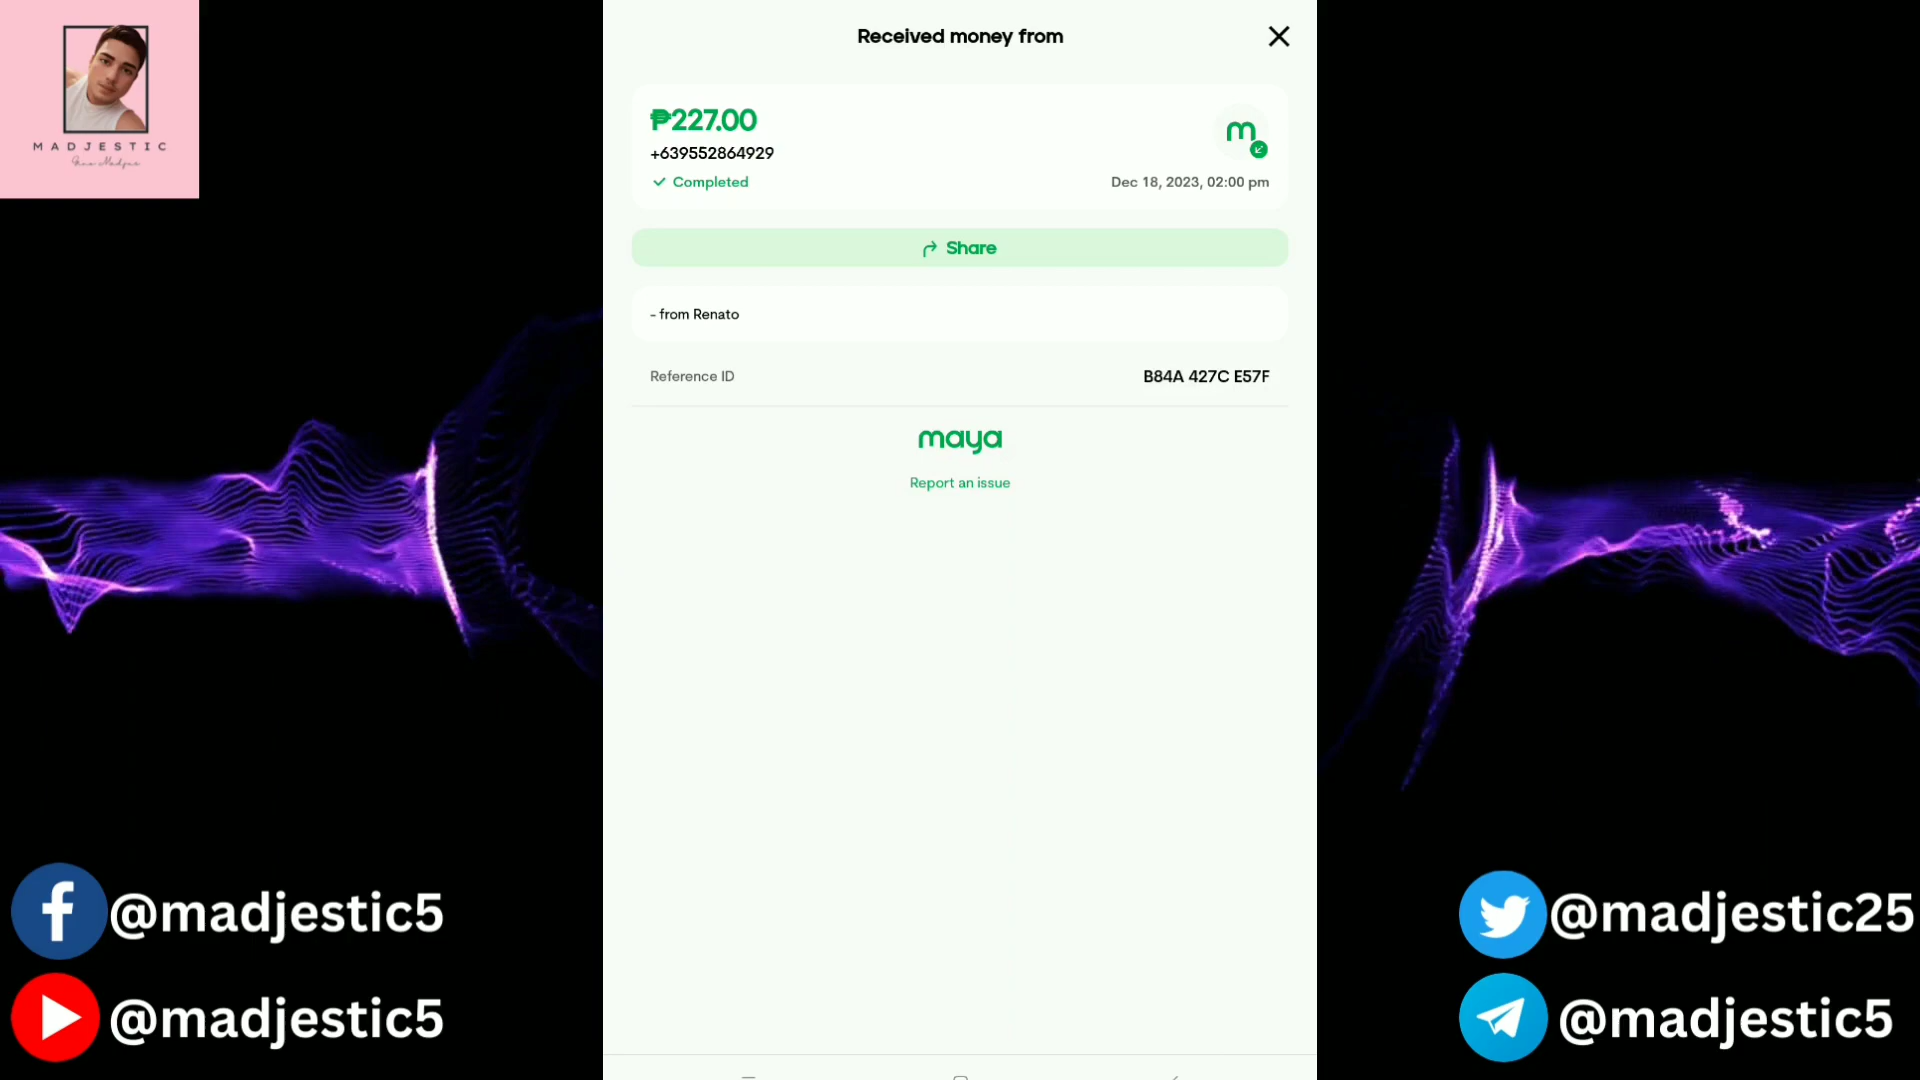 MADJESTIC
Received money from
₱227.00
+639552864929
Completed
Dec 18, 2023, 02:00 pm
Share
- from Renato
Reference ID
B84A 427C E57F
maya
Report an issue
@madjestic5
@madjestic25
@madjestic5
@madjestic5